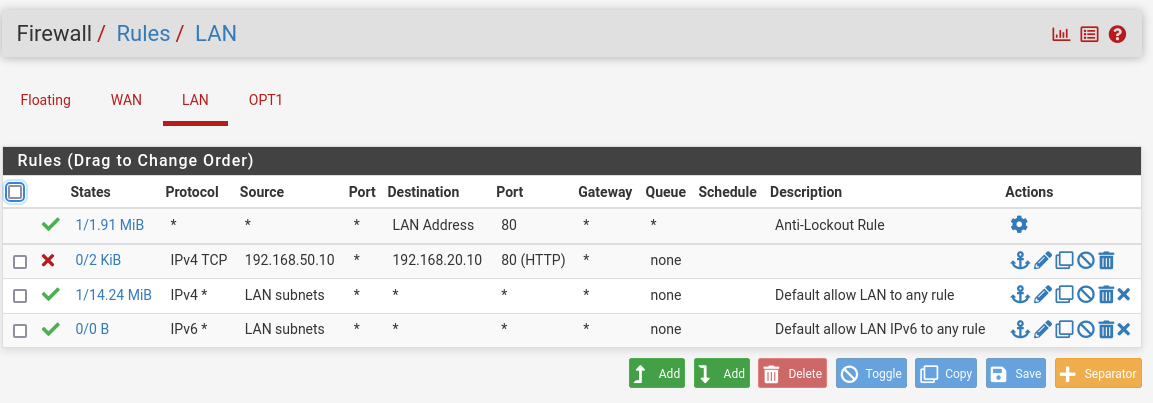 Firewall / Rules / LAN
Floating WAN LAN OPT1
Rules (Drag to Change Order)
States Protocol Source Port Destination Port Gateway Queue Schedule Description Actions
1/1.91 MiB * * * LAN Address 80 * * Anti-Lockout Rule
0/2 KiB IPv4 TCP 192.168.50.10 * 192.168.20.10 80 (HTTP) * none
1/14.24 MiB IPv4 * LAN subnets * * * * none Default allow LAN to any rule
0/0 B IPv6 * LAN subnets * * * * none Default allow LAN IPv6 to any rule
Add Add Delete Toggle Copy Save Separator